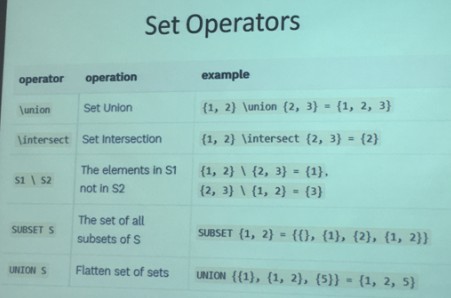 Set Operators
operator operation example
\union Set Union {1, 2} \union {2, 3} = {1, 2, 3}
\intersect Set Intersection {1, 2} \intersect {2, 3} = {2}
S1 \ S2 The elements in S1 not in S2 {1, 2} \ {2, 3} = {1}.
{2, 3} \ {1, 2} = {3}
SUBSET S The set of all subsets of S SUBSET {1, 2} = {{}, {1}, {2}, {1, 2}}
UNION S Flatten set of sets UNION {{1}, {1, 2}, {5}} = {1, 2, 5}